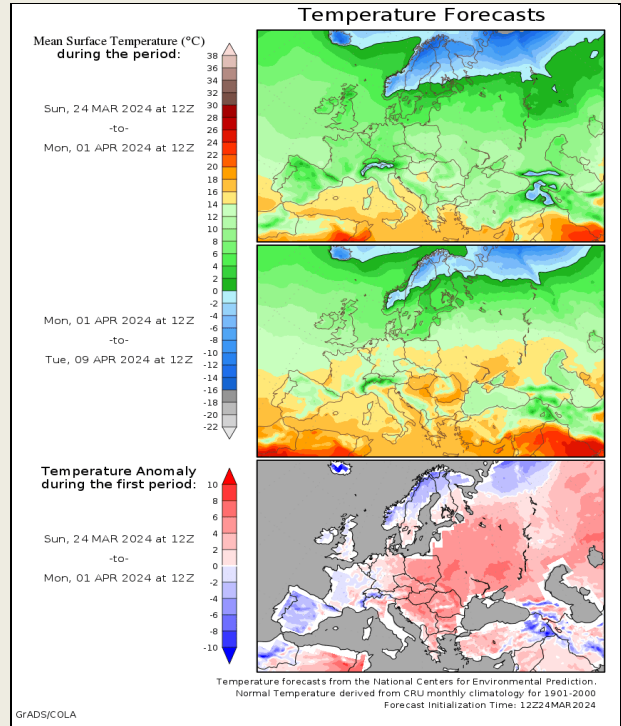 Temperature Forecasts
Mean Surface Temperature (°C)
during the period:
Sun, 24 MAR 2024 at 12Z
-to-
Mon, 01 APR 2024 at 12Z
38
36
34
32
30
28
26
24
22
20
18
16
14
12
10
8
6
4
2
0
-2
-4
-6
-8
-10
-12
-14
-16
-18
-20
-22
Mon, 01 APR 2024 at 12Z
-to-
Tue, 09 APR 2024 at 12Z
Temperature Anomaly
during the first period:
Sun, 24 MAR 2024 at 12Z
-to-
Mon, 01 APR 2024 at 12Z
10
8
6
4
2
0
-2
-4
-6
-8
-10
Temperature forecasts from the National Centers for Environmental Prediction.
Normal Temperature derived from CRU monthly climatology for 1901-2000
Forecast Initialization Time: 12Z24MAR2024
GrADS/COLA